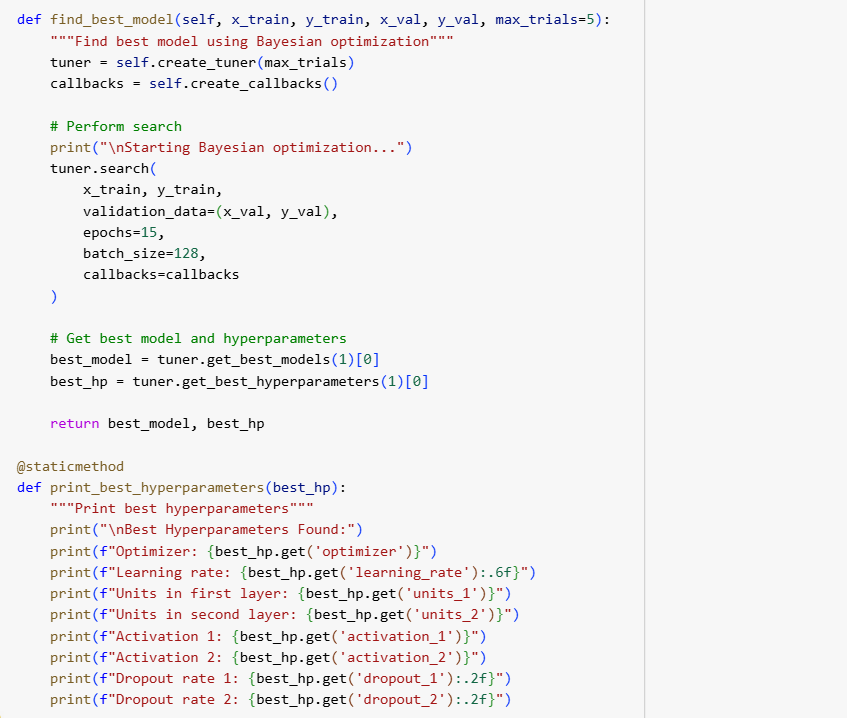 def find_best_model(self, x_train, y_train, x_val, y_val, max_trials=5):
    """Find best model using Bayesian optimization"""
    tuner = self.create_tuner(max_trials)
    callbacks = self.create_callbacks()

    # Perform search
    print("\nStarting Bayesian optimization...")
    tuner.search(
        x_train, y_train,
        validation_data=(x_val, y_val),
        epochs=15,
        batch_size=128,
        callbacks=callbacks
    )

    # Get best model and hyperparameters
    best_model = tuner.get_best_models(1)[0]
    best_hp = tuner.get_best_hyperparameters(1)[0]

    return best_model, best_hp

@staticmethod
def print_best_hyperparameters(best_hp):
    """Print best hyperparameters"""
    print("\nBest Hyperparameters Found:")
    print(f"Optimizer: {best_hp.get('optimizer')}")
    print(f"Learning rate: {best_hp.get('learning_rate'):.6f}")
    print(f"Units in first layer: {best_hp.get('units_1')}")
    print(f"Units in second layer: {best_hp.get('units_2')}")
    print(f"Activation 1: {best_hp.get('activation_1')}")
    print(f"Activation 2: {best_hp.get('activation_2')}")
    print(f"Dropout rate 1: {best_hp.get('dropout_1'):.2f}")
    print(f"Dropout rate 2: {best_hp.get('dropout_2'):.2f}")